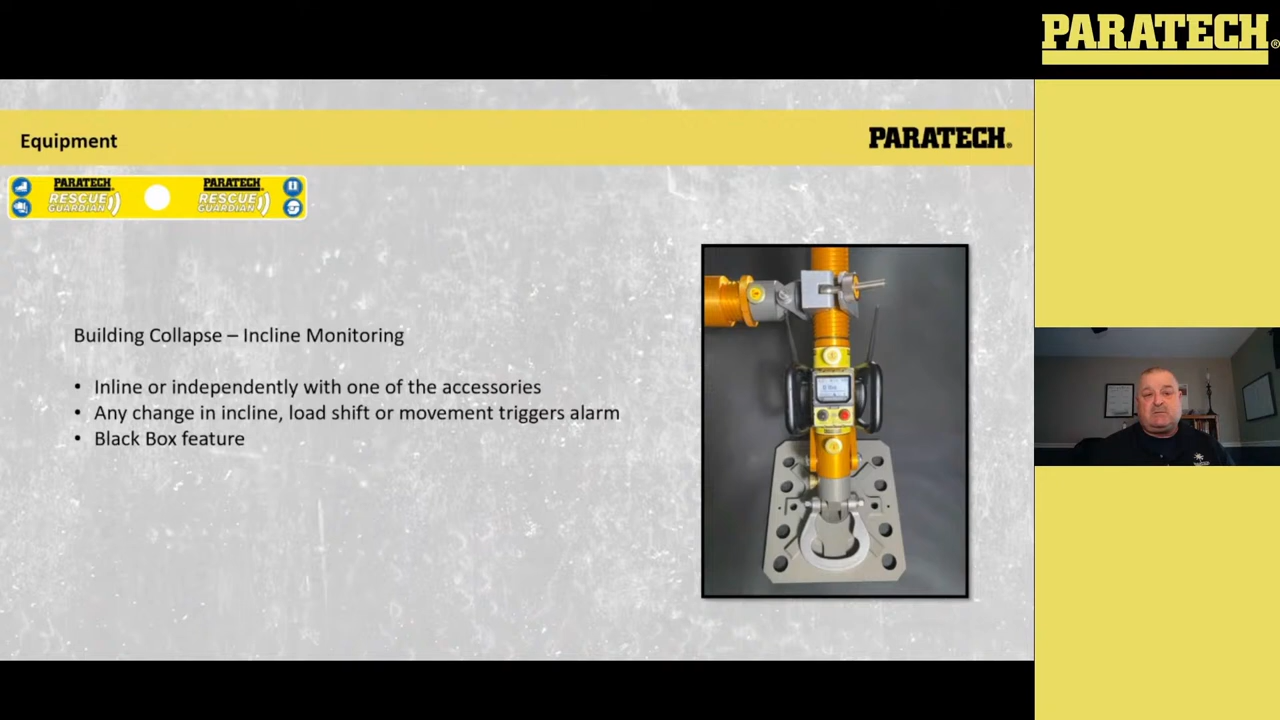 PARATECH®
Equipment
PARATECH®
PARATECH PARATECH
RESCUE RESCUE
GUARDIAN GUARDIAN
Building Collapse – Incline Monitoring
• Inline or independently with one of the accessories
• Any change in incline, load shift or movement triggers alarm
• Black Box feature